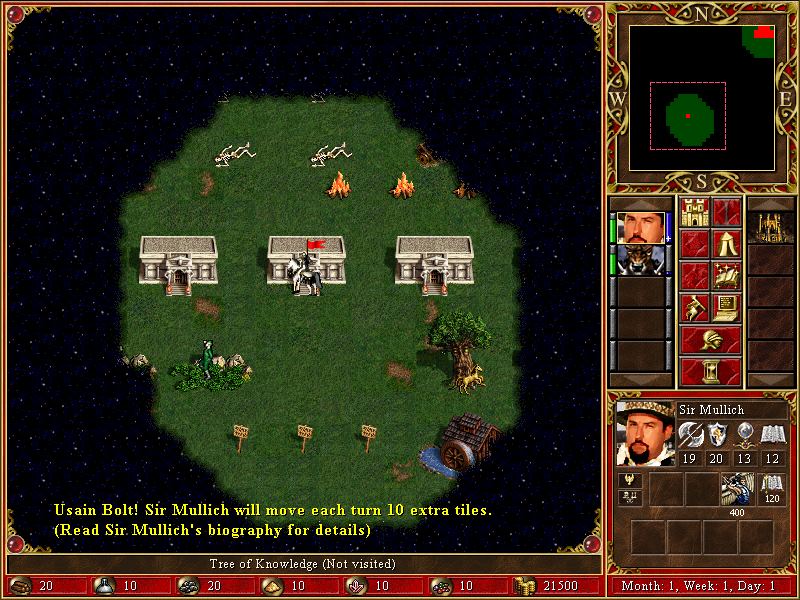 N
W
E
S
Sir Mullich
19 20 13 12
120
400
Usain Bolt! Sir Mullich will move each turn 10 extra tiles.
(Read Sir Mullich's biography for details)
Tree of Knowledge (Not visited)
20 10 20 10 10 10 21500 Month: 1, Week: 1, Day: 1